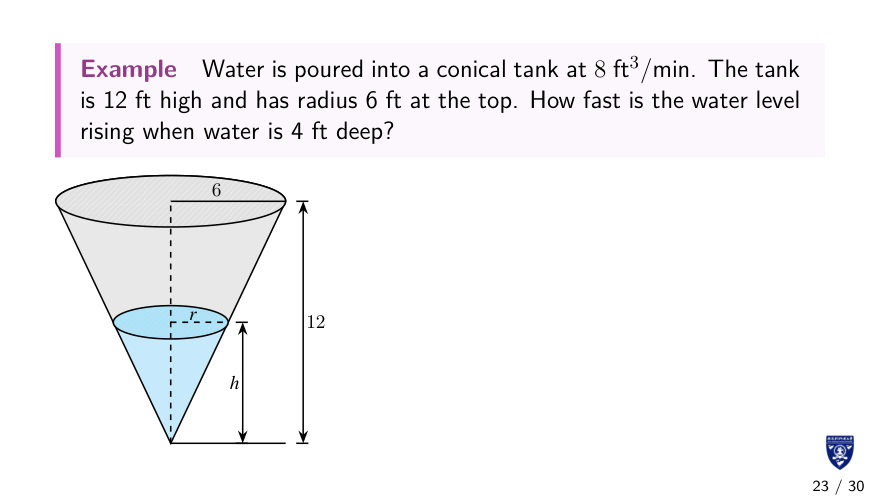 Example Water is poured into a conical tank at 8 ft³/min. The tank
is 12 ft high and has radius 6 ft at the top. How fast is the water level
rising when water is 4 ft deep?
6
r
12
h
23 / 30